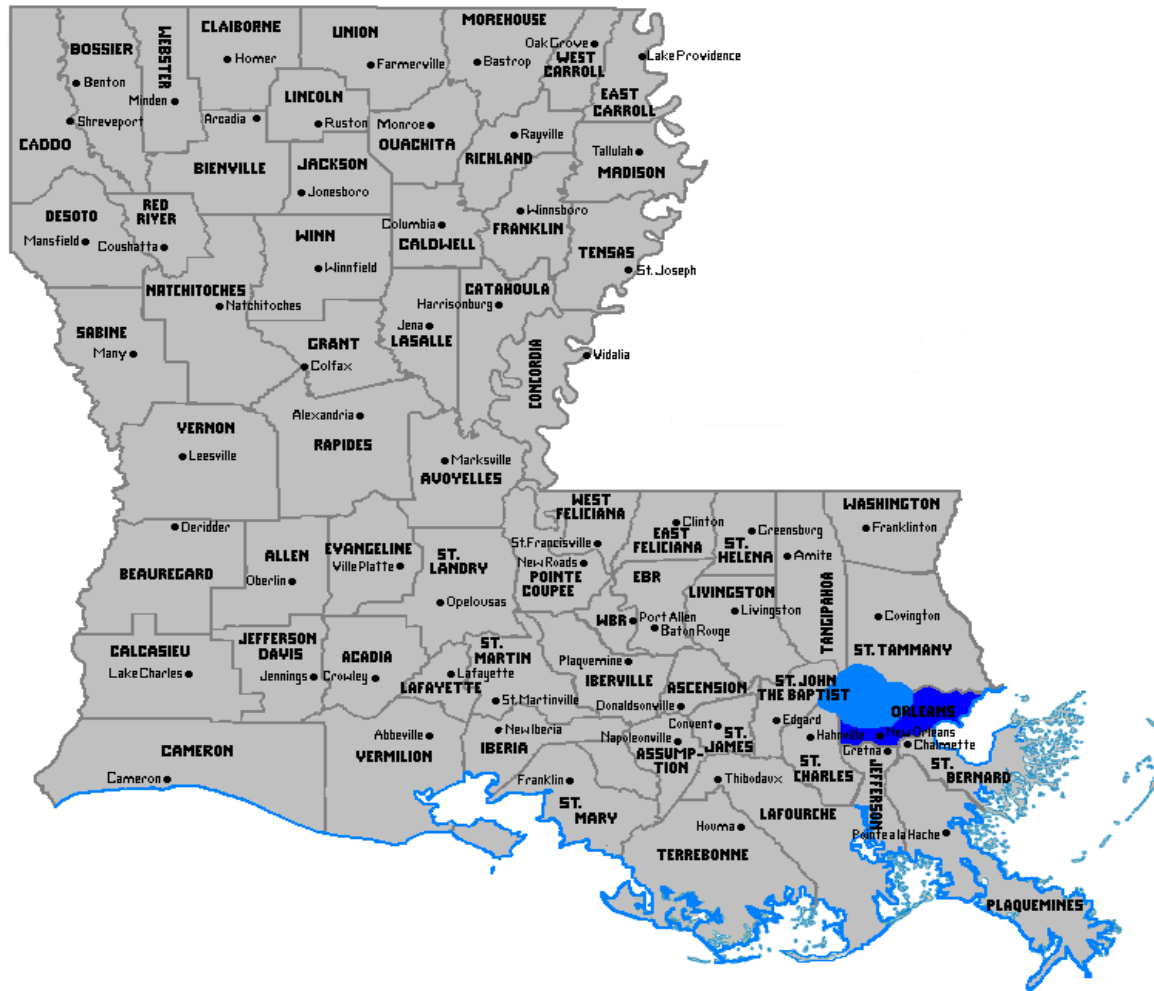 MOREHOUSE
CLAIBORNE
UNION
Oak Grove
BOSSIER
WEBSTER
Homer
Farmerville
Bastrop
WEST
CARROLL
Lake Providence
Benton
Minden
LINCOLN
EAST
CARROLL
Shreveport
Arcadia
Ruston
Monroe
OUACHITA
Rayville
CADDO
BIENVILLE
JACKSON
RICHLAND
Tallulah
MADISON
Jonesboro
DESOTO
RED
RIVER
Columbia
Winnsboro
FRANKLIN
Mansfield
Coushatta
WINN
CALDWELL
TENSAS
Winnfield
St. Joseph
NATCHITOCHES
Natchitoches
CATAHOULA
Harrisonburg
SABINE
Many
GRANT
Colfax
Jena
LASALLE
CONCORDIA
Vidalia
VERNON
Leesville
Alexandria
RAPIDES
Marksville
AVOYELLES
WEST
FELICIANA
WASHINGTON
Deridder
Clinton
Greensburg
Franklinton
BEAUREGARD
ALLEN
Oberlin
EVANGELINE
Ville Platte
ST.
LANDRY
St. Francisville
EAST
FELICIANA
ST.
HELENA
Amite
New Roads
POINTE
COUPEE
EBR
LIVINGSTON
TANGIPAHOA
Opelousas
WBR
Port Allen
Baton Rouge
Livingston
Covington
CALCASIEU
Lake Charles
JEFFERSON
DAVIS
Jennings
ACADIA
Crowley
ST.
MARTIN
Lafayette
LAFAYETTE
Plaquemine
IBERVILLE
ST. TAMMANY
St. Martinville
ASCENSION
Donaldsonville
ST. JOHN
THE BAPTIST
ORLEANS
CAMERON
Abbeville
VERMILION
New Iberia
IBERIA
Napoleonville
ASSUMP-
TION
Convent
ST.
JAMES
Edgard
Hahnville
New Orleans
Gretna
Chalmette
Cameron
Franklin
ST.
MARY
Thibodaux
ST.
CHARLES
JEFFERSON
ST.
BERNARD
Houma
LAFOURCHE
Pointe a la Hache
TERREBONNE
PLAQUEMINES